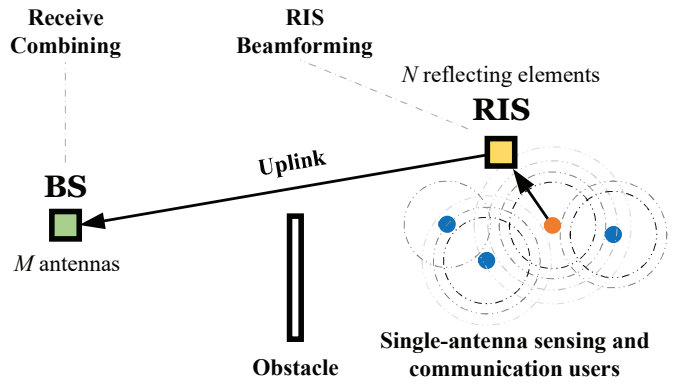 Receive
Combining
RIS
Beamforming
N reflecting elements
RIS
Uplink
BS
M antennas
Obstacle
Single-antenna sensing and
communication users